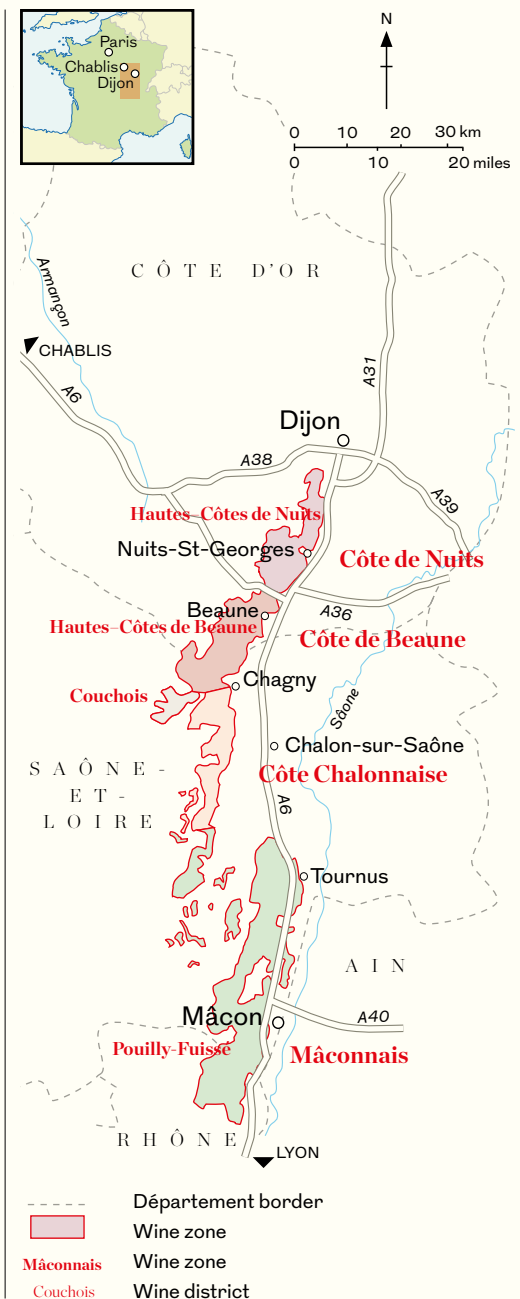 Paris
Chablis
Dijon
N
0 10 20 30 km
0 10 20 miles
CÔTE D'OR
Armançon
CHABLIS
A6
A31
Dijon
A38
A39
Hautes-Côtes de Nuits
Nuits-St-Georges
Côte de Nuits
A36
Beaune
Hautes-Côtes de Beaune
Côte de Beaune
Chagny
Couchois
Sâone
Chalon-sur-Saône
Côte Chalonnaise
SAÔNE-
ET-
LOIRE
A6
Tournus
AIN
Mâcon
A40
Pouilly-Fuissé
Mâconnais
RHÔNE
LYON
Département border
Wine zone
Mâconnais Wine zone
Couchois Wine district